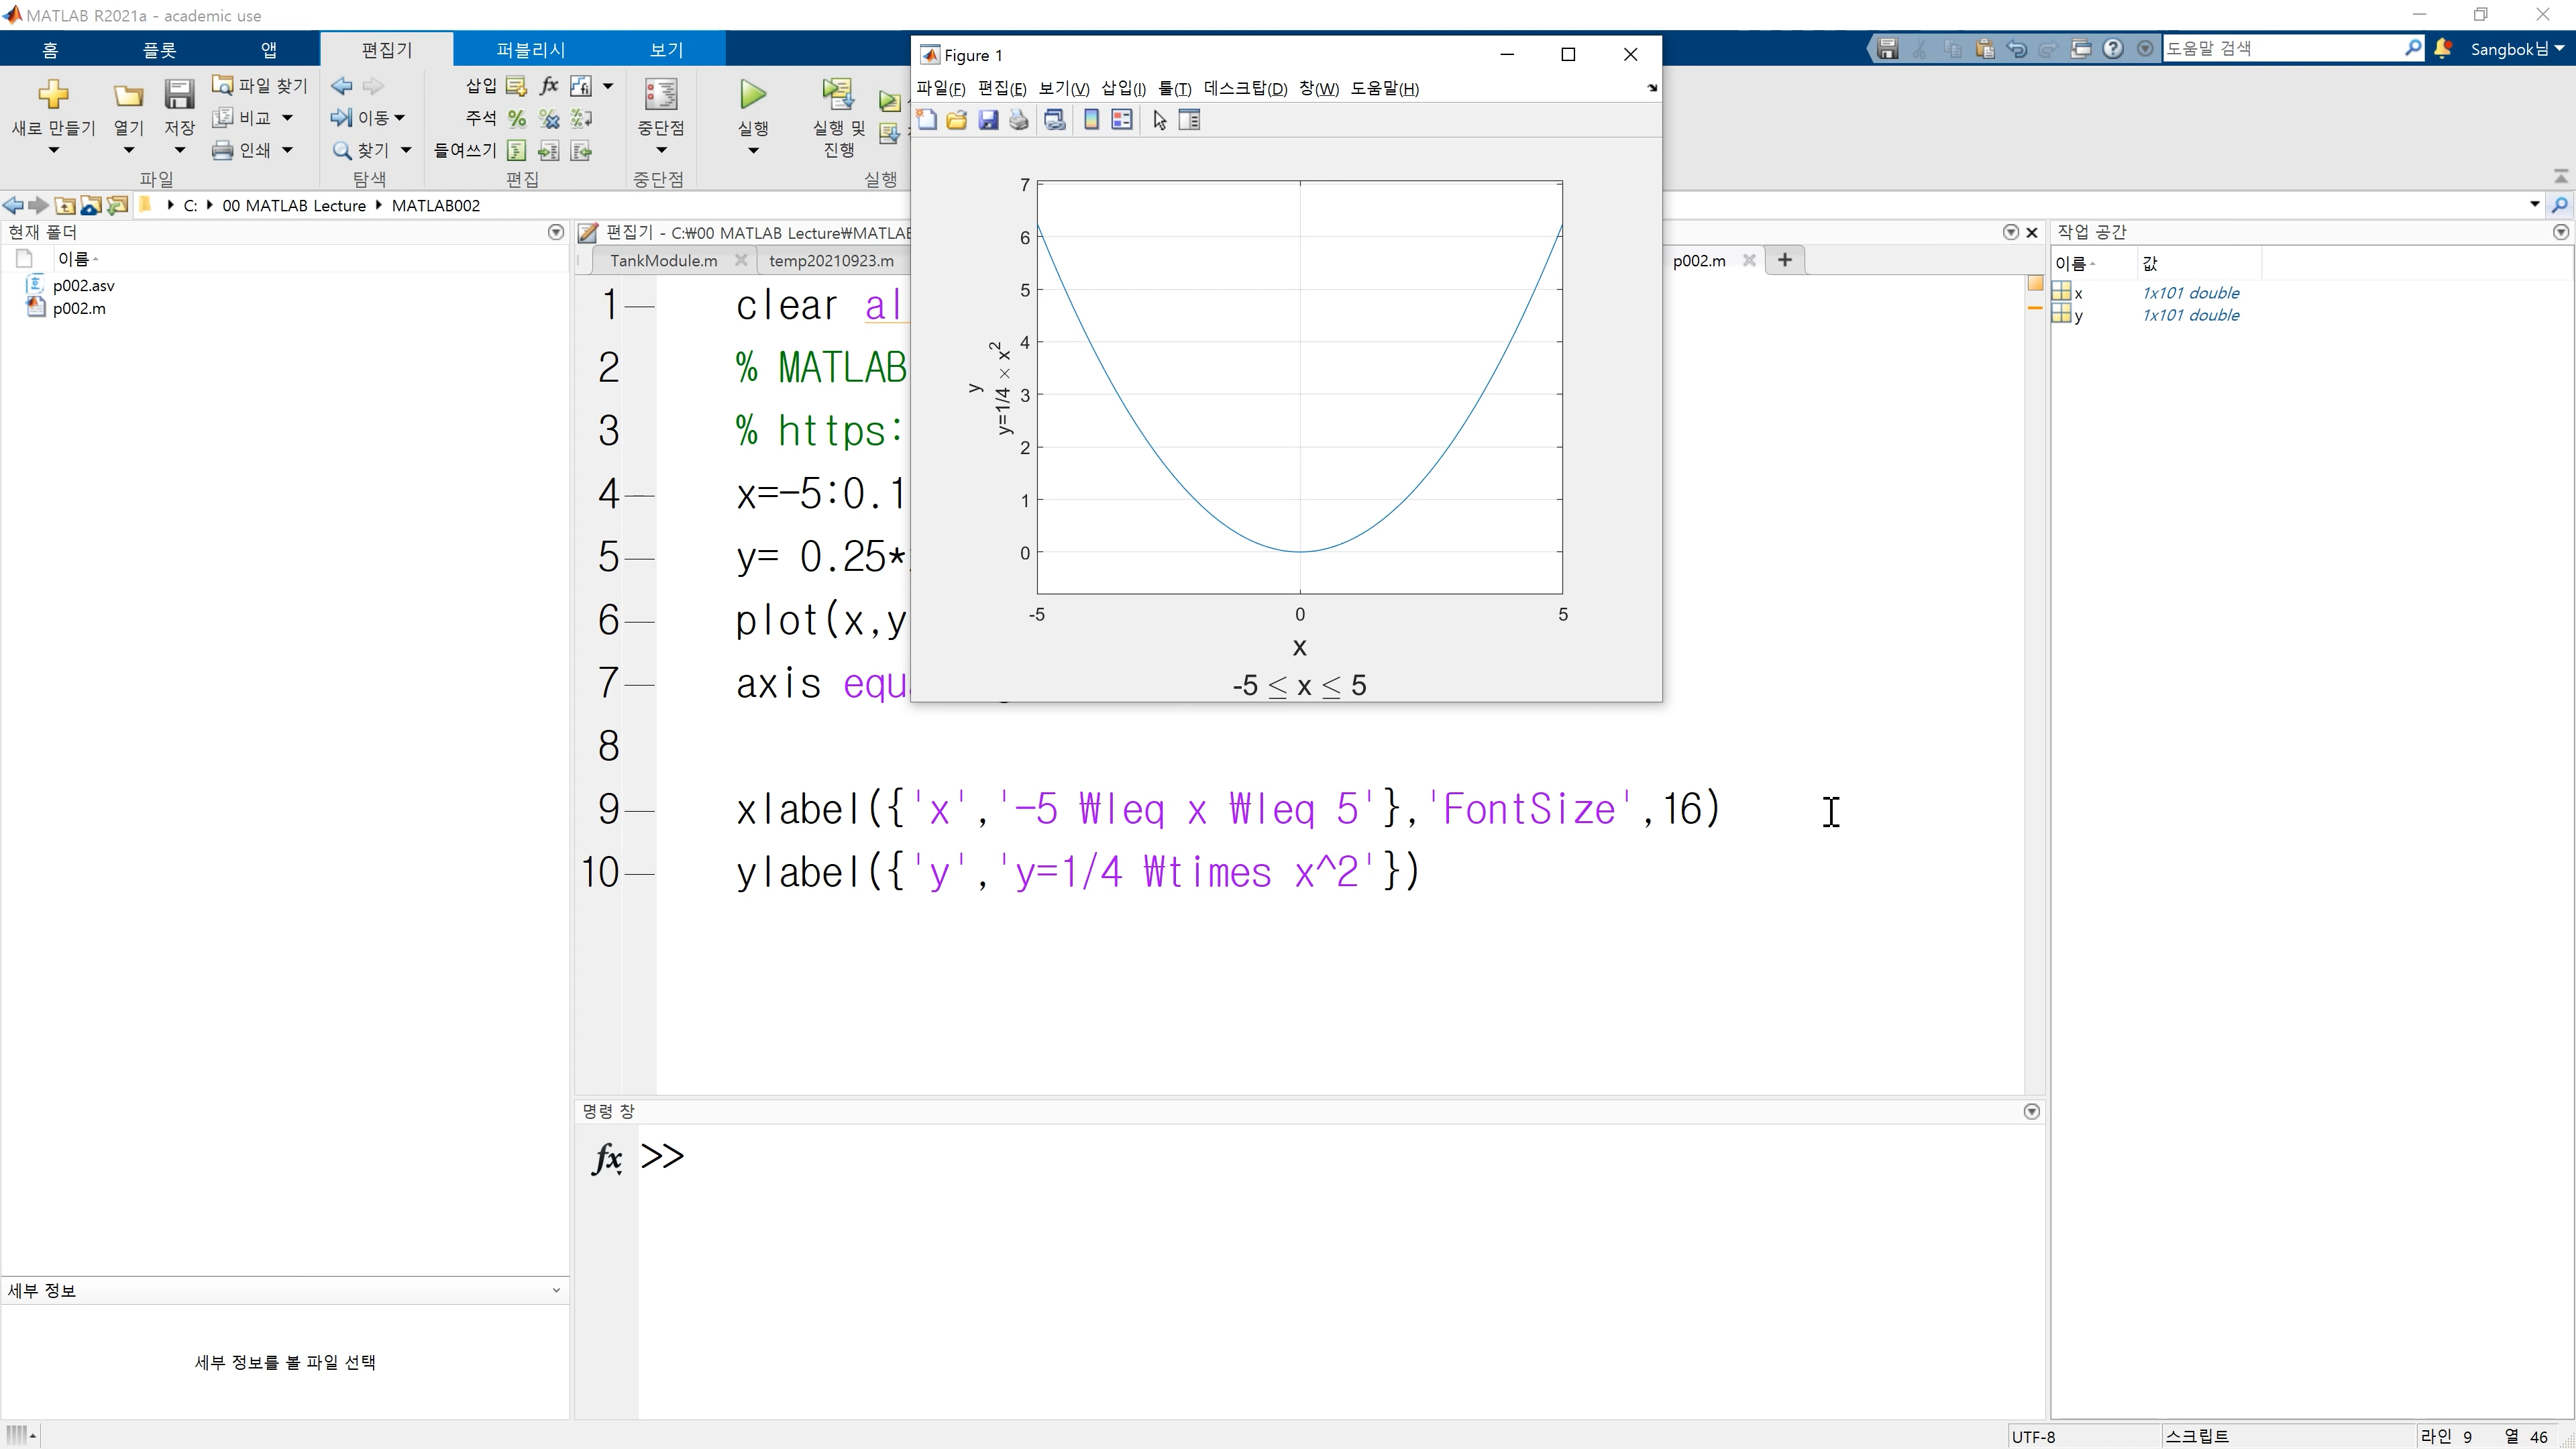 MATLAB R2021a - academic use
홈 플롯 앱 편집기 퍼블리시 보기
도움말 검색 Sangbok님
새로 만들기 열기 저장 파일 찾기 비교 인쇄 이동 찾기 삽입 주석 들여쓰기 중단점 실행 실행 및 진행
파일 탐색 편집 중단점 실행
C: 00 MATLAB Lecture MATLAB002
현재 폴더
이름
p002.asv
p002.m
세부 정보
세부 정보를 볼 파일 선택
편집기 - C:₩00 MATLAB Lecture₩MATLAB
TankModule.m temp20210923.m p002.m
1 clear al
2 % MATLAB
3 % https:
4 x=-5:0.1
5 y= 0.25*
6 plot(x,y
7 axis equ
8
9 xlabel({'x','-5 ₩leq x ₩leq 5'},'FontSize',16)
10 ylabel({'y','y=1/4 ₩times x^2'})
Figure 1
파일(F) 편집(E) 보기(V) 삽입(I) 툴(T) 데스크탑(D) 창(W) 도움말(H)
7
6
5
4
3
2
1
0
y
y=1/4 × x²
-5 0 5
x
-5 ≤ x ≤ 5
명령 창
fx >>
작업 공간
이름 값
x 1x101 double
y 1x101 double
UTF-8 스크립트 라인 9 열 46